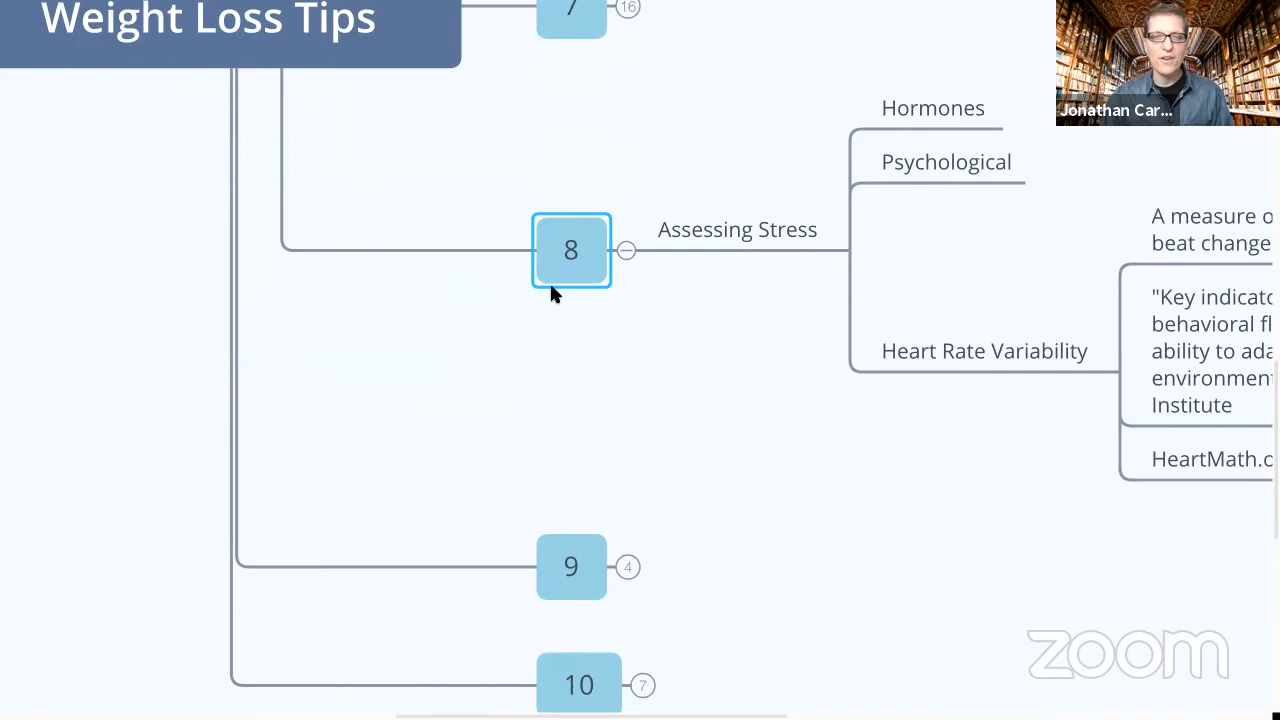 Weight Loss Tips
7
16
Jonathan Car...
Hormones
Psychological
8
Assessing Stress
Heart Rate Variability
A measure o
beat change
"Key indicato
behavioral fl
ability to ada
environment
Institute
HeartMath.o
9
4
10
7
zoom